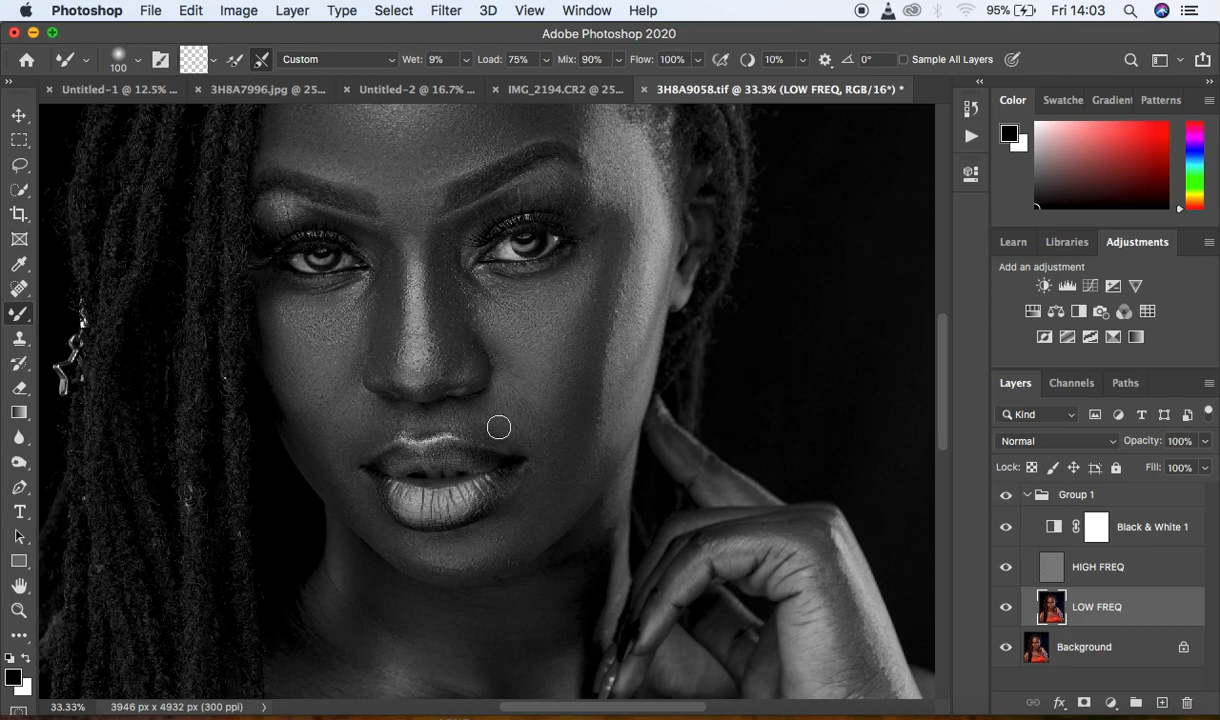 Photoshop File Edit Image Layer Type Select Filter 3D View Window Help 95% Fri 14:03
Adobe Photoshop 2020
100 Custom Wet: 9% Load: 75% Mix: 90% Flow: 100% 10% 0° Sample All Layers
Untitled-1 @ 12.5% ... 3H8A7996.jpg @ 25... Untitled-2 @ 16.7% ... IMG_2194.CR2 @ 25... 3H8A9058.tif @ 33.3% (LOW FREQ, RGB/16*) *
Color Swatche Gradient Patterns
Learn Libraries Adjustments
Add an adjustment
Layers Channels Paths
Kind
Normal Opacity: 100%
Lock: Fill: 100%
Group 1
Black & White 1
HIGH FREQ
LOW FREQ
Background
33.33% 3946 px x 4932 px (300 ppi)